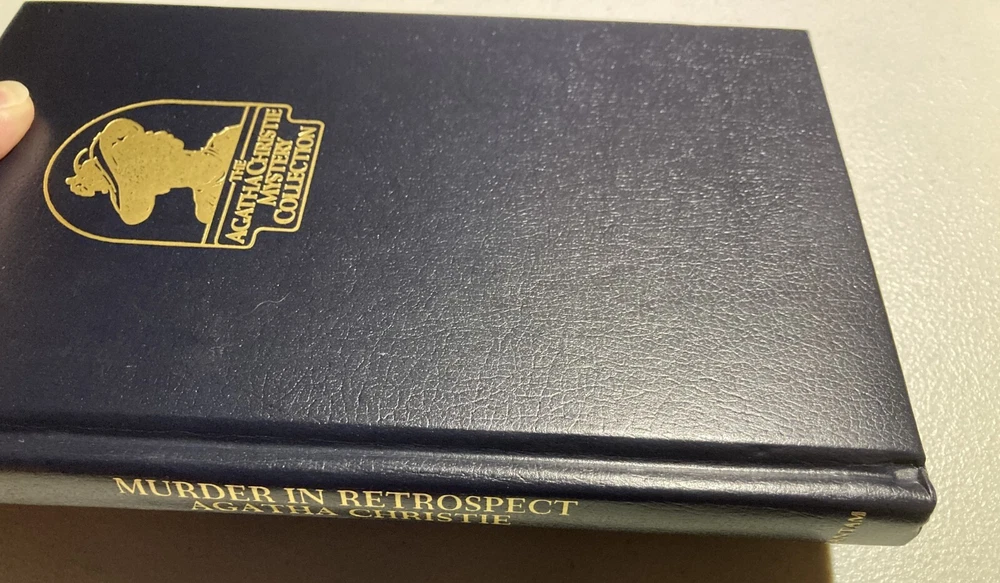 THE
AGATHA CHRISTIE
MYSTERY
COLLECTION
MURDER IN RETROSPECT
AGATHA CHRISTIE